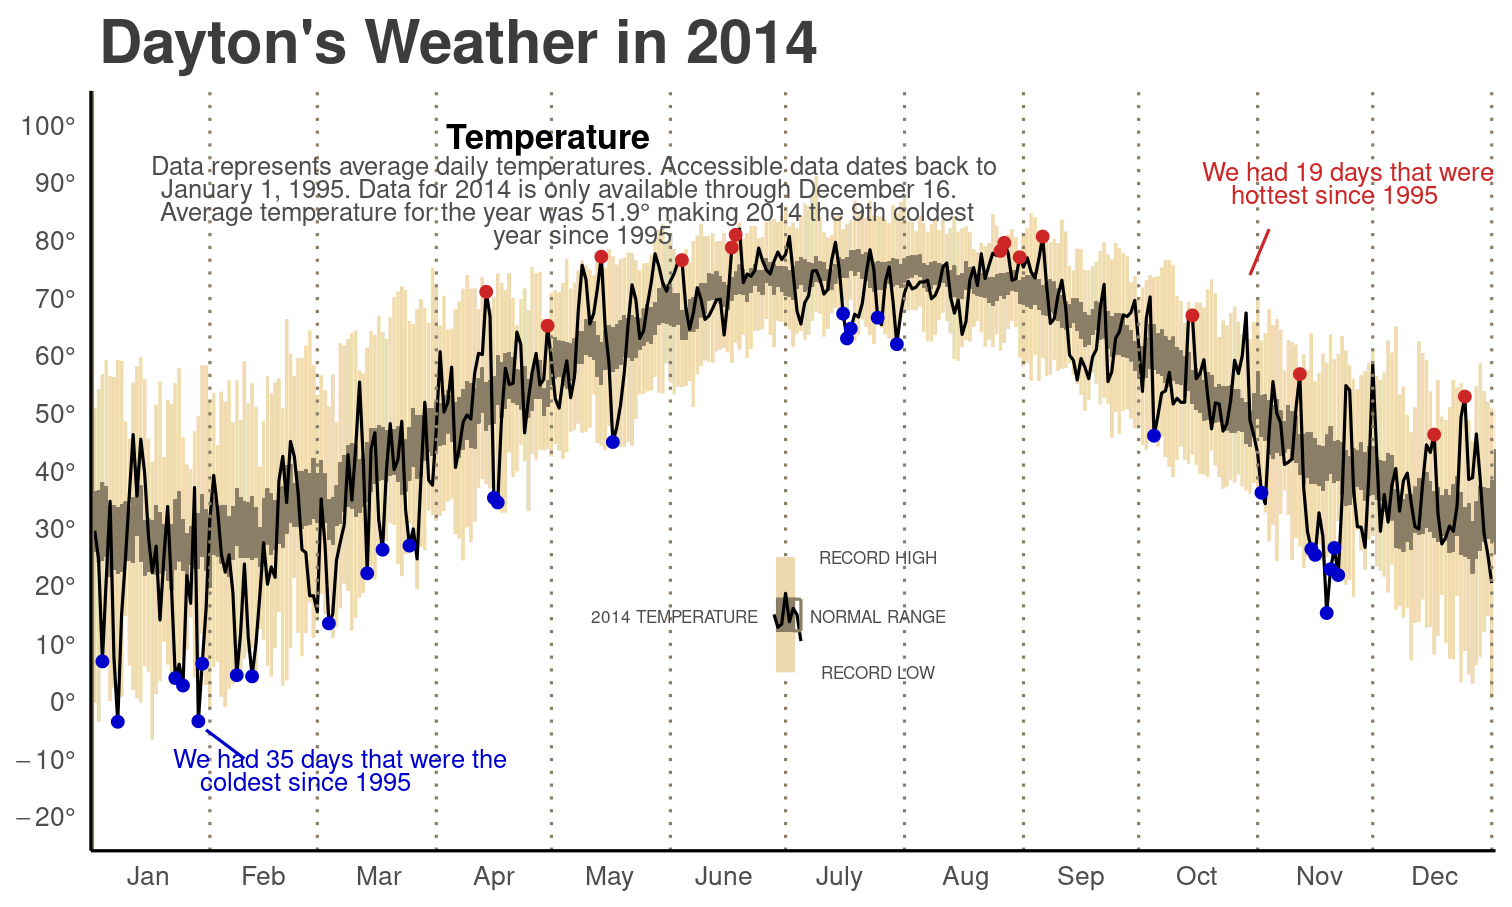 Dayton's Weather in 2014
Temperature
Data represents average daily temperatures. Accessible data dates back to
January 1, 1995. Data for 2014 is only available through December 16.
Average temperature for the year was 51.9° making 2014 the 9th coldest
year since 1995
We had 19 days that were
hottest since 1995
100°
90°
80°
70°
60°
50°
40°
30°
20°
10°
0°
−10°
−20°
RECORD HIGH
2014 TEMPERATURE
NORMAL RANGE
RECORD LOW
We had 35 days that were the
coldest since 1995
Jan
Feb
Mar
Apr
May
June
July
Aug
Sep
Oct
Nov
Dec